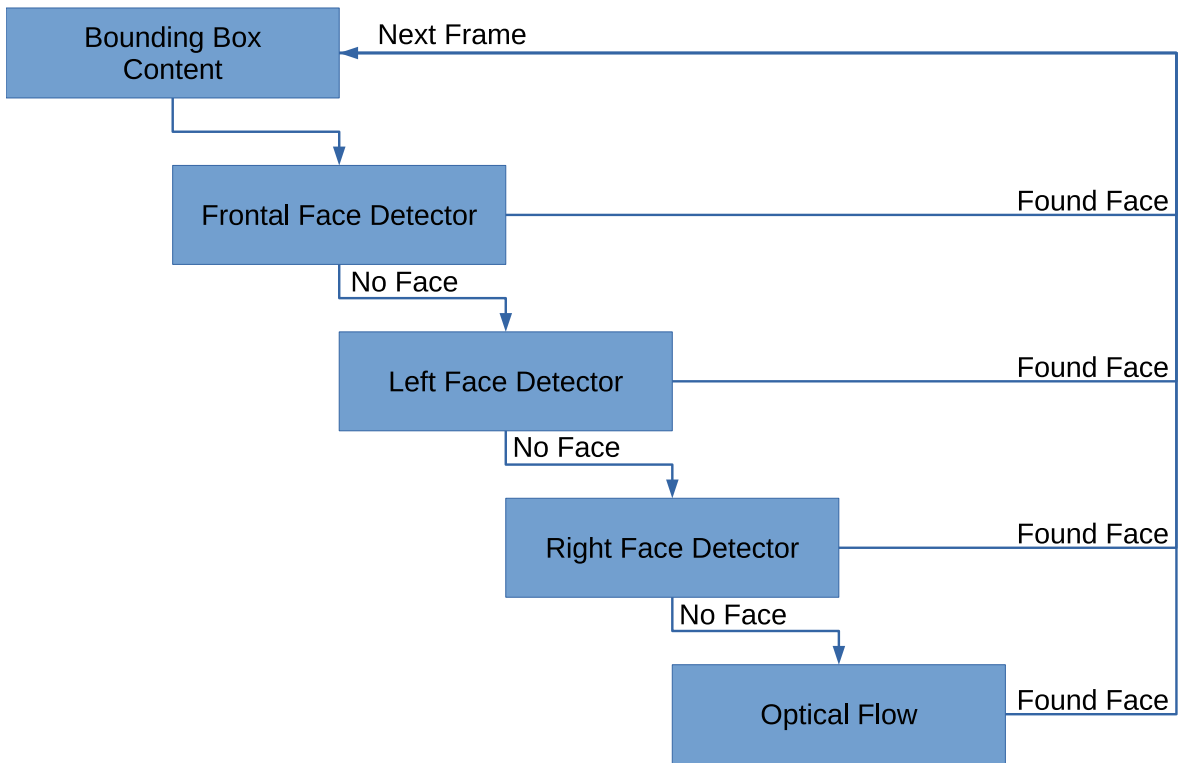 Bounding Box
Content
Next Frame
Frontal Face Detector
Found Face
No Face
Left Face Detector
Found Face
No Face
Right Face Detector
Found Face
No Face
Optical Flow
Found Face